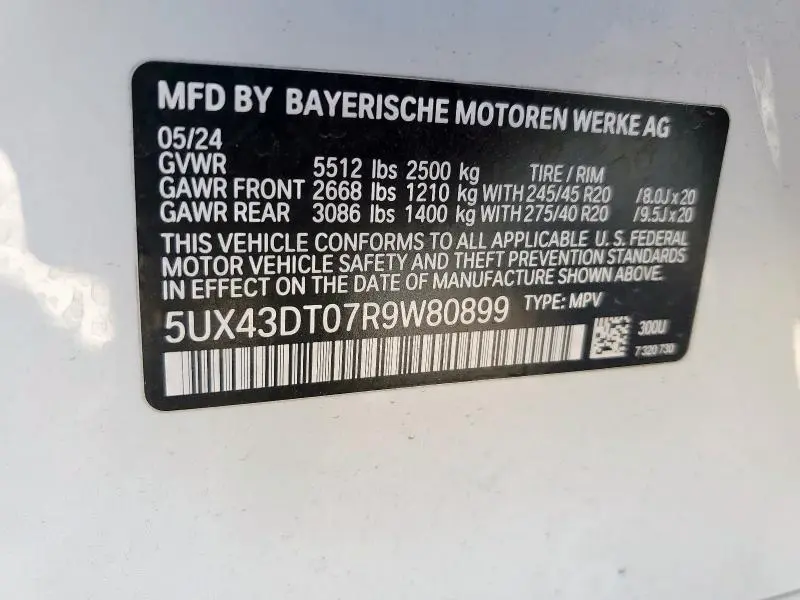 MFD BY BAYERISCHE MOTOREN WERKE AG
05/24
GVWR 5512 lbs 2500 kg TIRE / RIM
GAWR FRONT 2668 lbs 1210 kg WITH 245/45 R20 /8.0J x 20
GAWR REAR 3086 lbs 1400 kg WITH 275/40 R20 /9.5J x 20
THIS VEHICLE CONFORMS TO ALL APPLICABLE U. S. FEDERAL
MOTOR VEHICLE SAFETY AND THEFT PREVENTION STANDARDS
IN EFFECT ON THE DATE OF MANUFACTURE SHOWN ABOVE.
5UX43DT07R9W80899 TYPE: MPV
300U
7 320 730